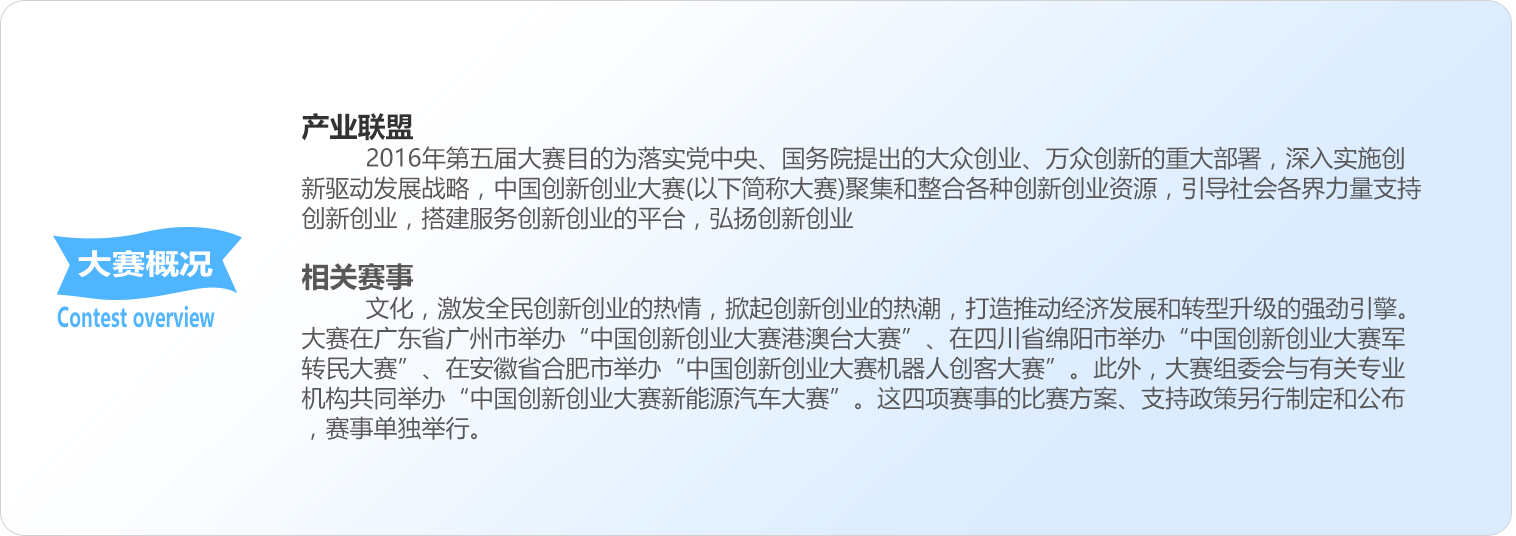 大赛概况
Contest overview
产业联盟
2016年第五届大赛目的为落实党中央、国务院提出的大众创业、万众创新的重大部署，深入实施创
新驱动发展战略，中国创新创业大赛(以下简称大赛)聚集和整合各种创新创业资源，引导社会各界力量支持
创新创业，搭建服务创新创业的平台，弘扬创新创业
相关赛事
文化，激发全民创新创业的热情，掀起创新创业的热潮，打造推动经济发展和转型升级的强劲引擎。
大赛在广东省广州市举办“中国创新创业大赛港澳台大赛”、在四川省绵阳市举办“中国创新创业大赛军
转民大赛”、在安徽省合肥市举办“中国创新创业大赛机器人创客大赛”。此外，大赛组委会与有关专业
机构共同举办“中国创新创业大赛新能源汽车大赛”。这四项赛事的比赛方案、支持政策另行制定和公布
，赛事单独举行。